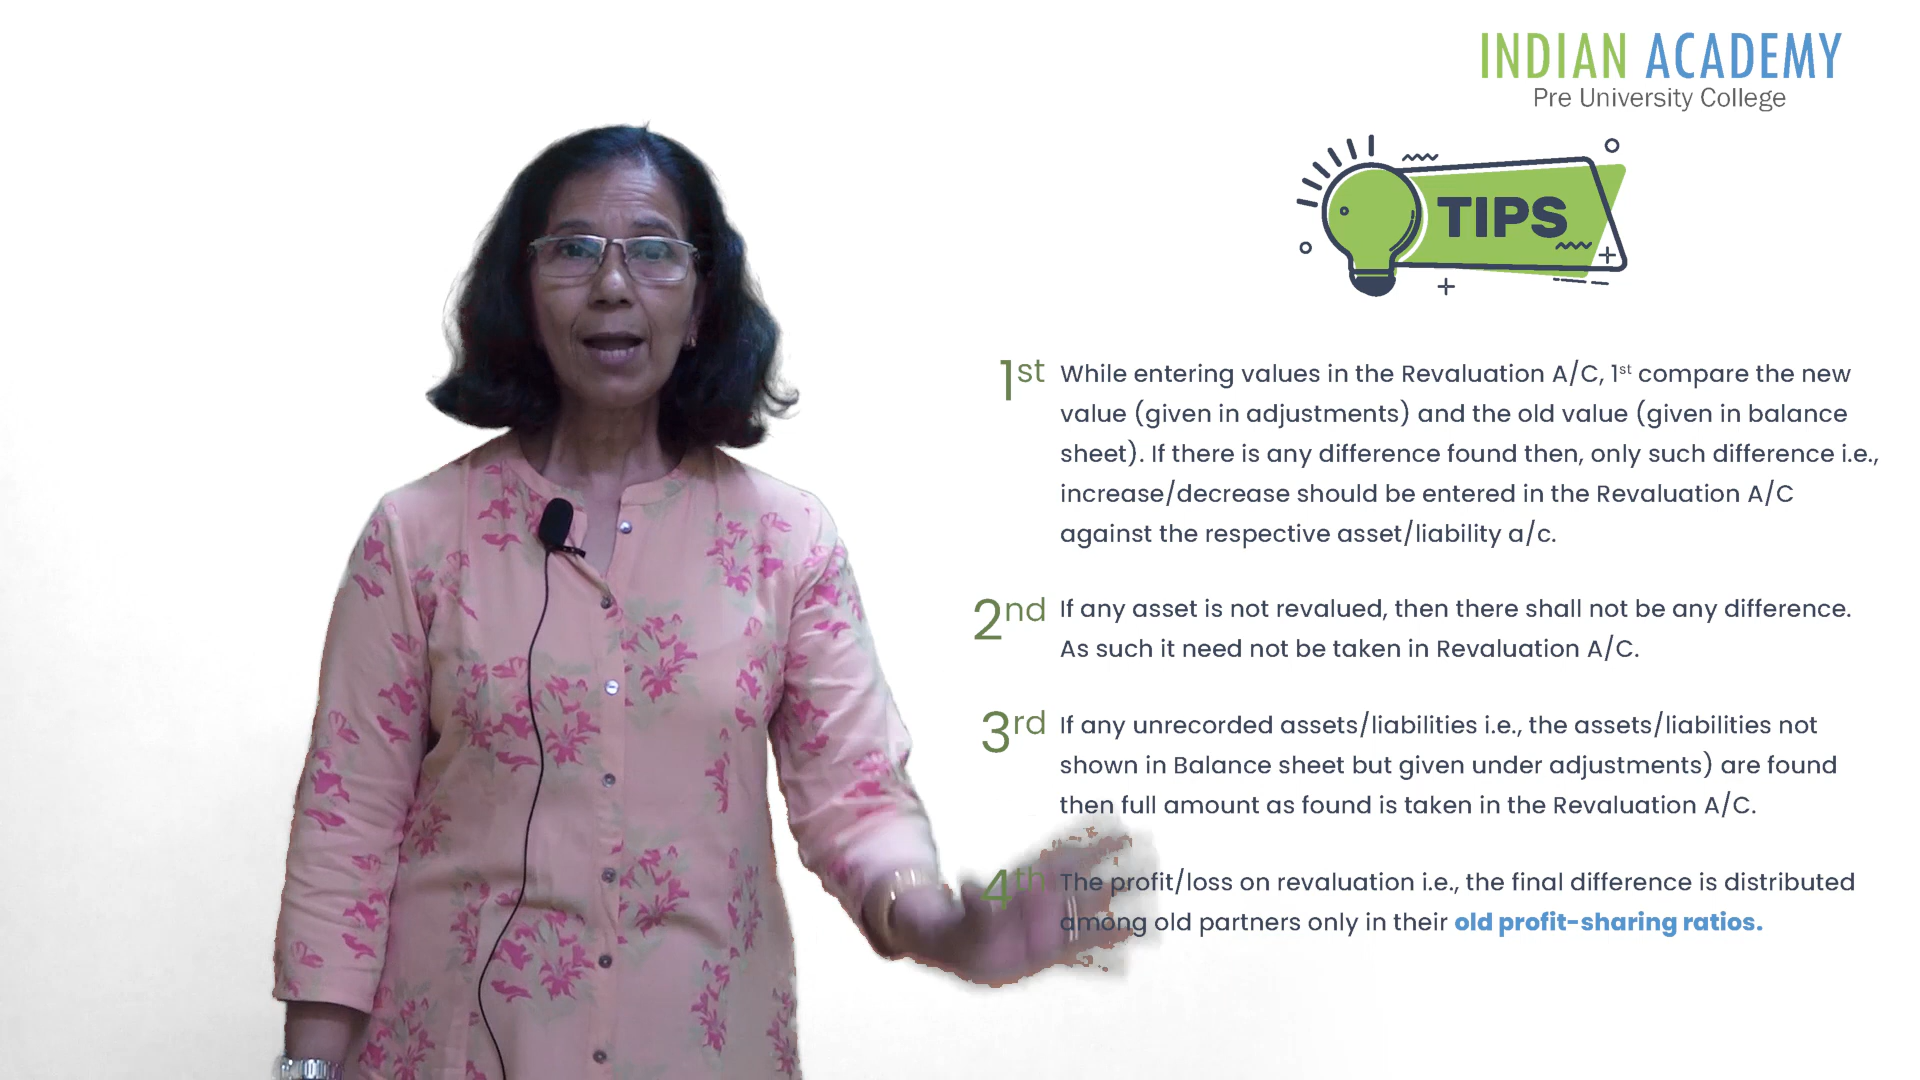 INDIAN ACADEMY
Pre University College
TIPS
1st While entering values in the Revaluation A/C, 1st compare the new
value (given in adjustments) and the old value (given in balance
sheet). If there is any difference found then, only such difference i.e.,
increase/decrease should be entered in the Revaluation A/C
against the respective asset/liability a/c.
2nd If any asset is not revalued, then there shall not be any difference.
As such it need not be taken in Revaluation A/C.
3rd If any unrecorded assets/liabilities i.e., the assets/liabilities not
shown in Balance sheet but given under adjustments) are found
then full amount as found is taken in the Revaluation A/C.
4th The profit/loss on revaluation i.e., the final difference is distributed
among old partners only in their old profit-sharing ratios.